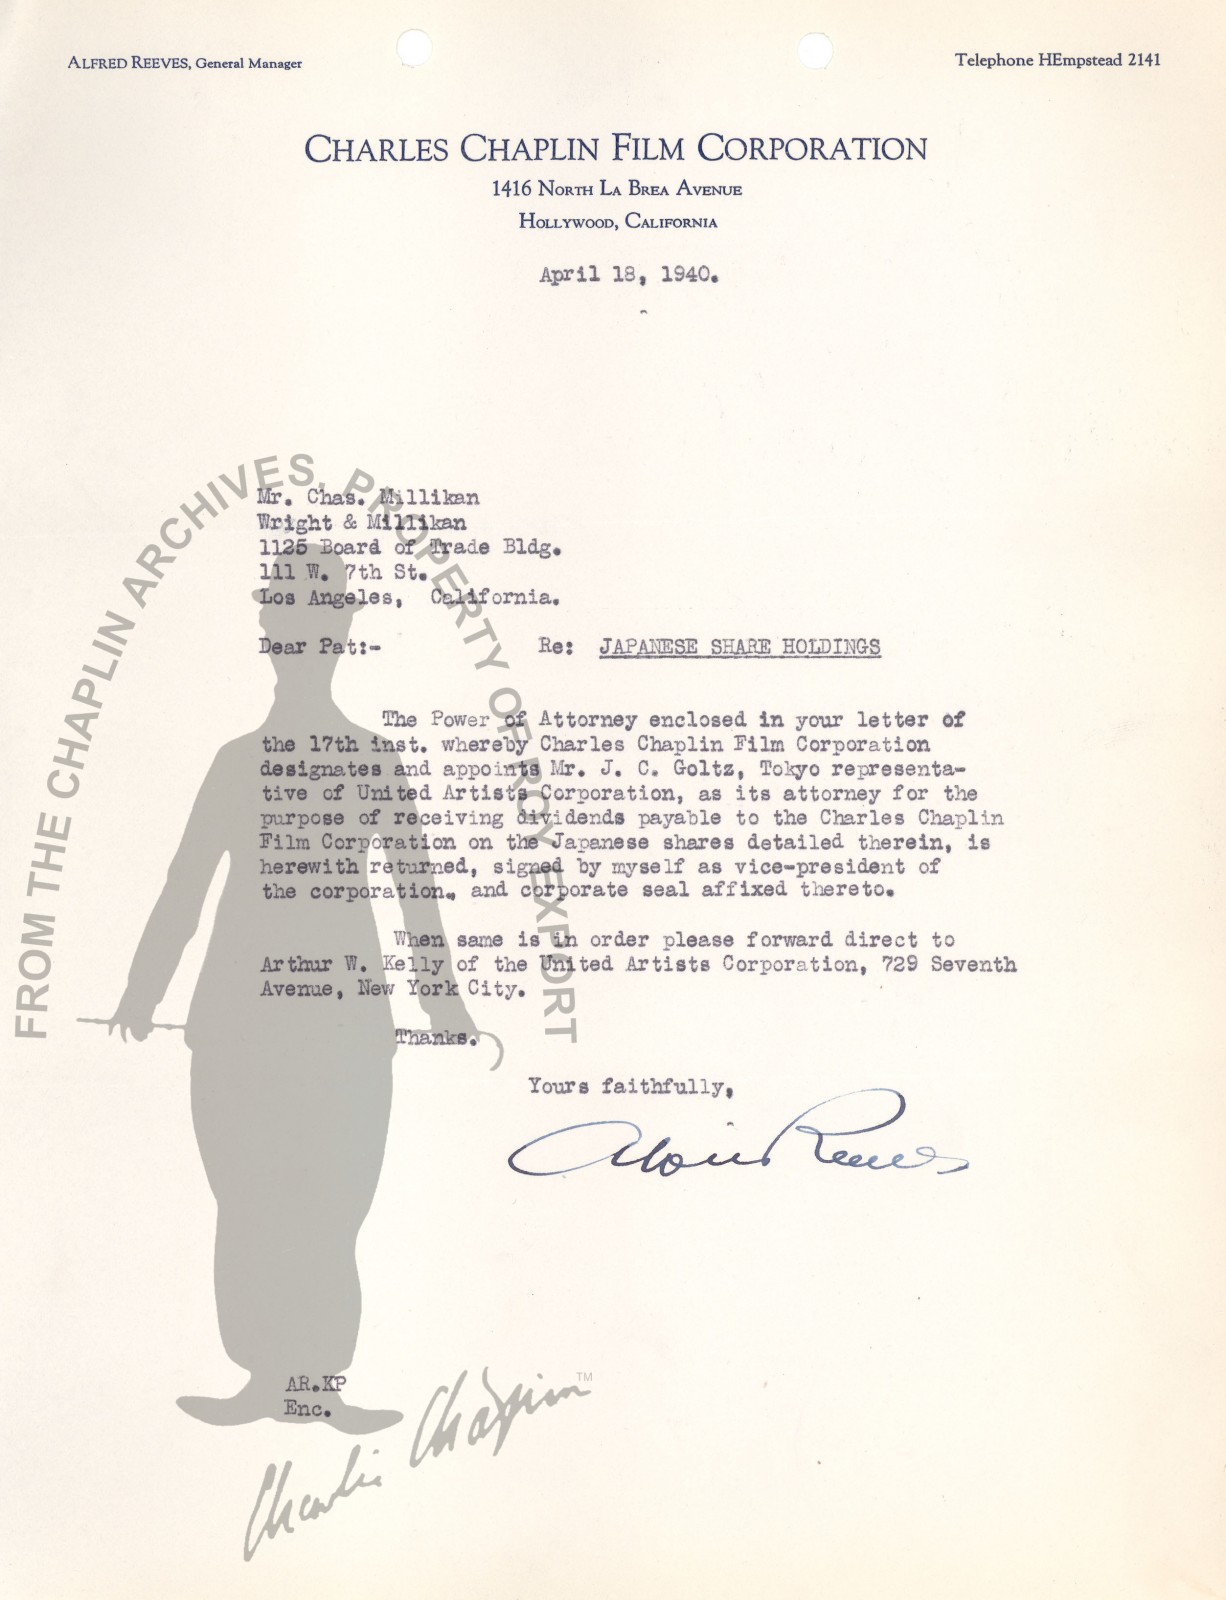 ALFRED REEVES, General Manager
Telephone HEmpstead 2141
CHARLES CHAPLIN FILM CORPORATION
1416 NORTH LA BREA AVENUE
HOLLYWOOD, CALIFORNIA
April 18, 1940.
Mr. Chas. Millikan
Wright & Millikan
1125 Board of Trade Bldg.
111 W. 7th St.
Los Angeles, California.
Dear Pat:- Re: JAPANESE SHARE HOLDINGS
The Power of Attorney enclosed in your letter of
the 17th inst. whereby Charles Chaplin Film Corporation
designates and appoints Mr. J. C. Goltz, Tokyo representa-
tive of United Artists Corporation, as its attorney for the
purpose of receiving dividends payable to the Charles Chaplin
Film Corporation on the Japanese shares detailed therein, is
herewith returned, signed by myself as vice-president of
the corporation, and corporate seal affixed thereto.
When same is in order please forward direct to
Arthur W. Kelly of the United Artists Corporation, 729 Seventh
Avenue, New York City.
Thanks.
Yours faithfully,
Reeves
AR.KP
Enc.
FROM THE CHAPLIN ARCHIVES, PROPERTY OF ROY EXPORT
Charlie Chaplin TM